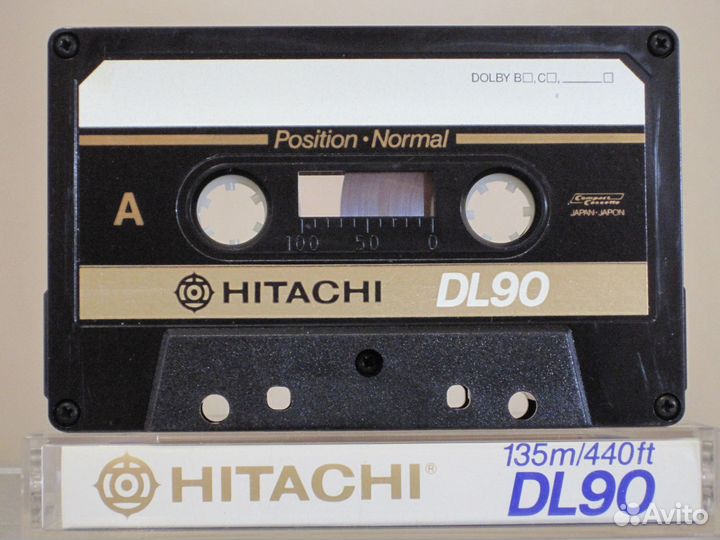 DOLBY B☐, C☐, ______☐
Position • Normal
A
Compact
Cassette
JAPAN • JAPON
100 50 0
HITACHI DL90
135m/440ft
HITACHI® DL90
Avito